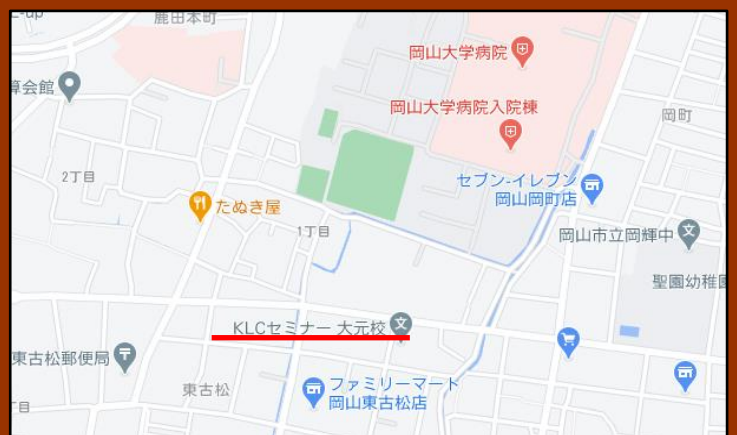 鹿田本町
岡山大学病院
算会館
岡山大学病院入院棟
岡町
2丁目
セブン-イレブン
岡山岡町店
たぬき屋
1丁目
岡山市立岡輝中
聖園幼稚園
KLCセミナー 大元校
東古松郵便局
東古松
ファミリーマート
岡山東古松店
丁目